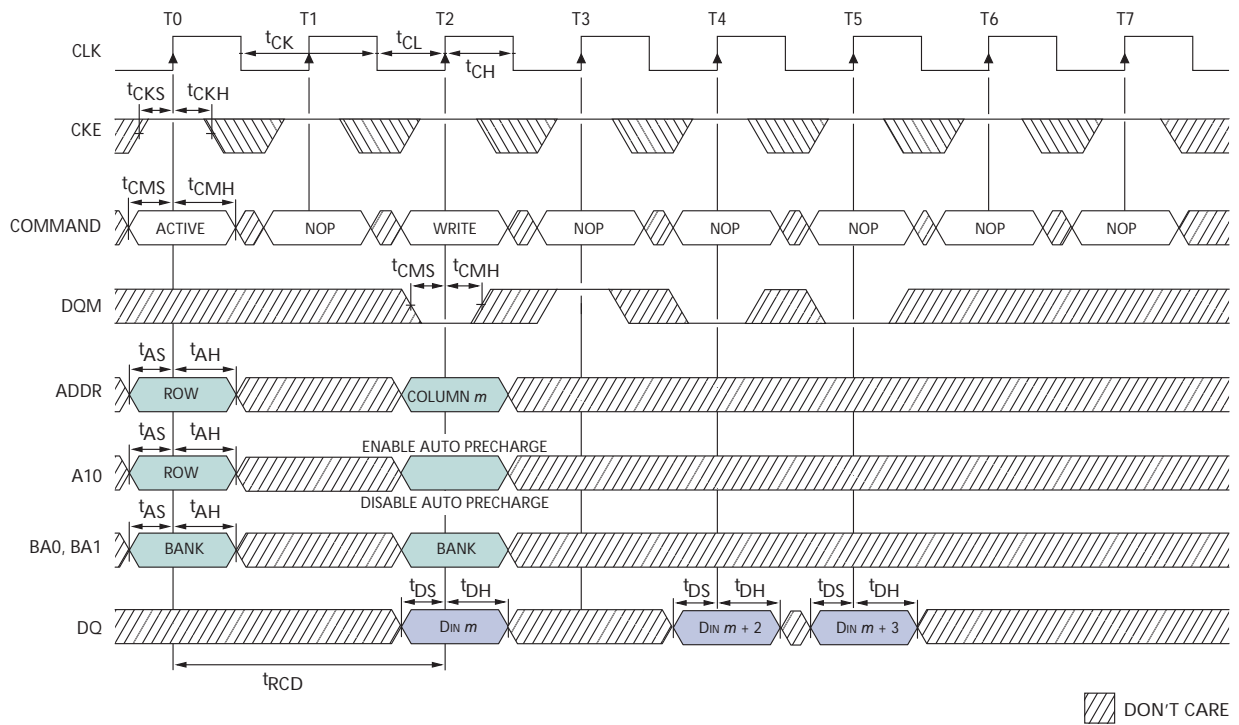 T0 T1 T2 T3 T4 T5 T6 T7
CLK
tCK tCL
tCH
tCKS tCKH
CKE
tCMS tCMH
COMMAND ACTIVE NOP WRITE NOP NOP NOP NOP NOP
tCMS tCMH
DQM
tAS tAH
ADDR ROW COLUMN m
tAS tAH ENABLE AUTO PRECHARGE
A10 ROW
DISABLE AUTO PRECHARGE
tAS tAH
BA0, BA1 BANK BANK
tDS tDH tDS tDH tDS tDH
DQ DIN m DIN m + 2 DIN m + 3
tRCD
DON'T CARE